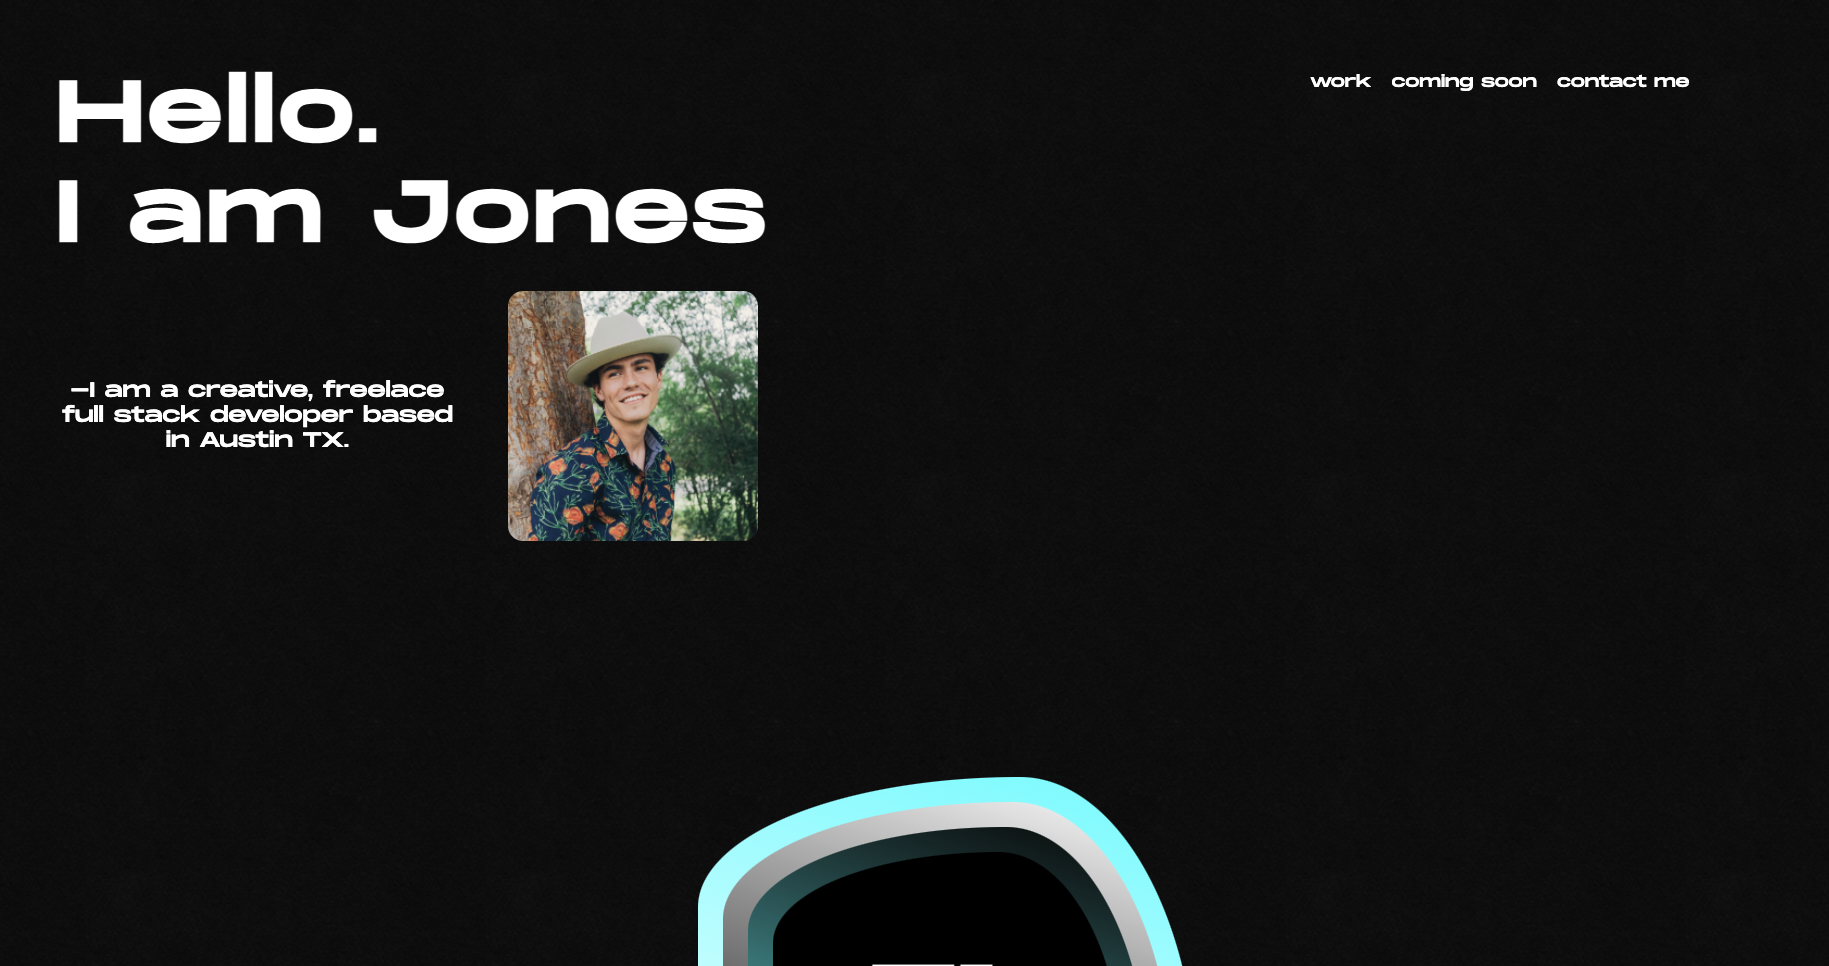 Hello.
I am Jones
work coming soon contact me
—I am a creative, freelace
full stack developer based
in Austin TX.